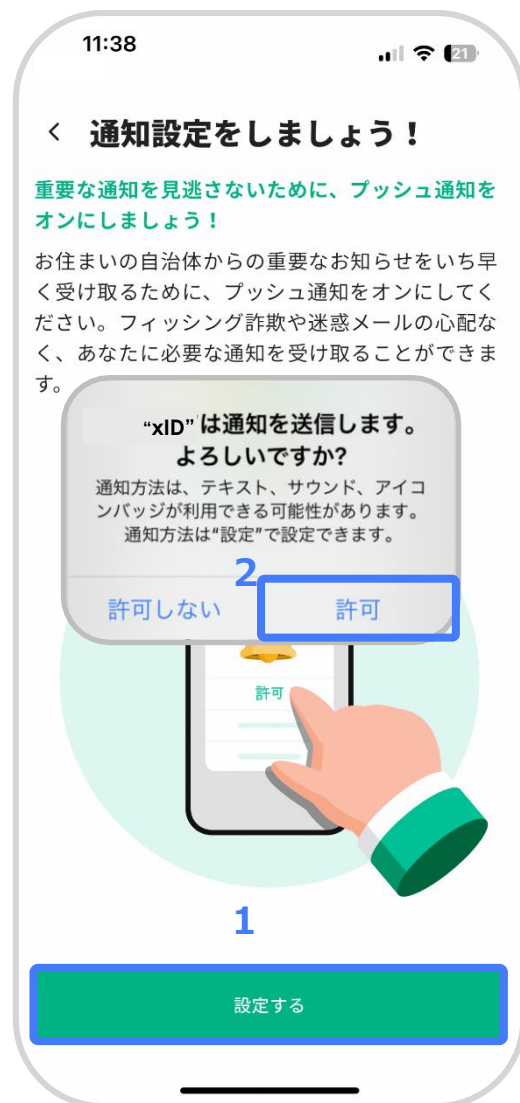 11:38
21
< 通知設定をしましょう！
重要な通知を見逃さないために、プッシュ通知を
オンにしましょう！
お住まいの自治体からの重要なお知らせをいち早
く受け取るために、プッシュ通知をオンにしてく
ださい。フィッシング詐欺や迷惑メールの心配な
く、あなたに必要な通知を受け取ることができま
す。
“xID”は通知を送信します。
よろしいですか?
通知方法は、テキスト、サウンド、アイコ
ンバッジが利用できる可能性があります。
通知方法は“設定”で設定できます。
2
許可しない
許可
許可
1
設定する